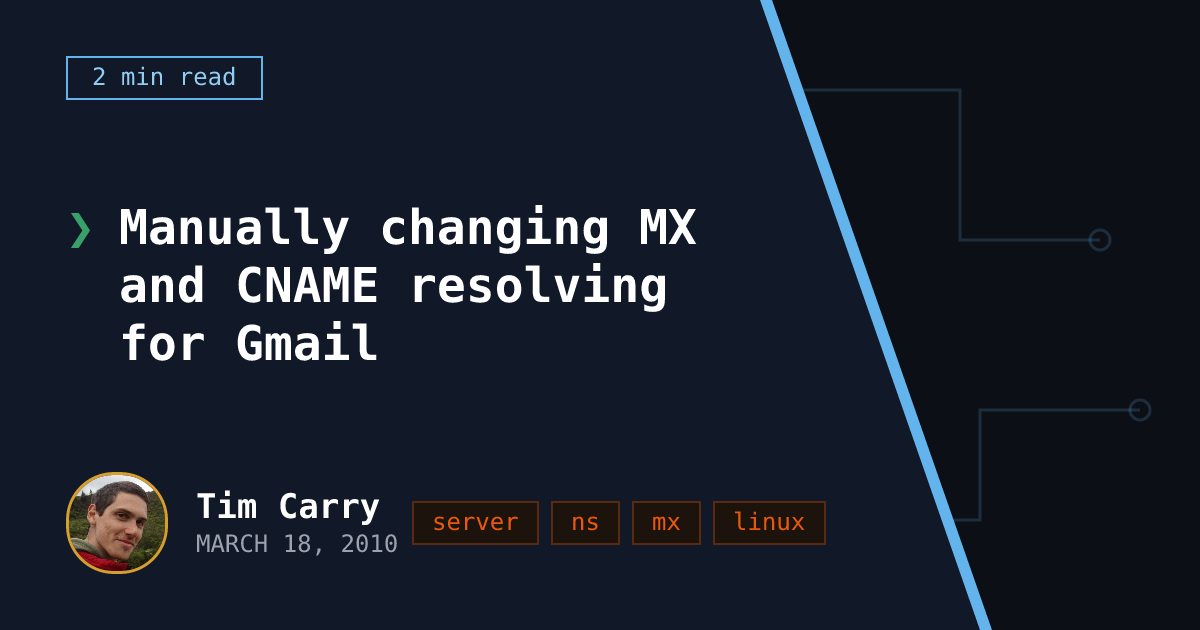 2 min read
❯ Manually changing MX
and CNAME resolving
for Gmail
Tim Carry
MARCH 18, 2010
server ns mx linux